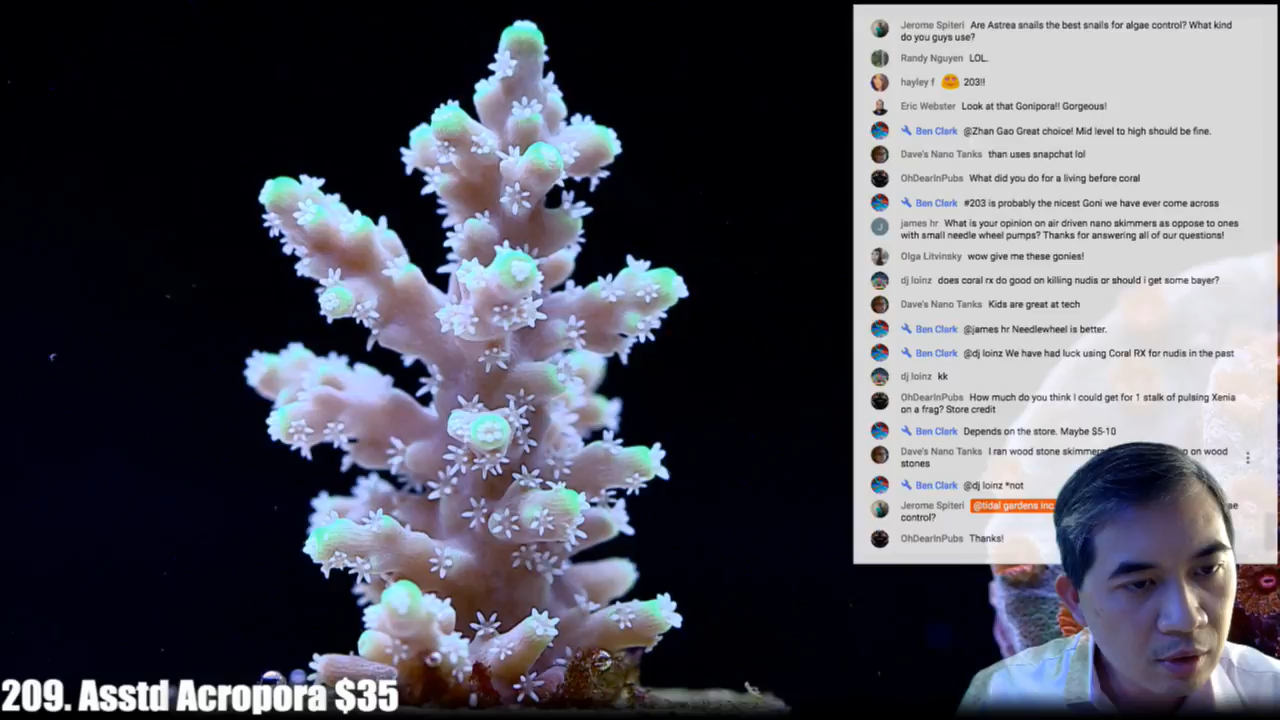 Jerome Spiteri Are Astrea snails the best snails for algae control? What kind
do you guys use?
Randy Nguyen LOL.
hayley f 203!!
Eric Webster Look at that Gonipora!! Gorgeous!
Ben Clark @Zhan Gao Great choice! Mid level to high should be fine.
Dave's Nano Tanks than uses snapchat lol
OhDearInPubs What did you do for a living before coral
Ben Clark #203 is probably the nicest Goni we have ever come across
J james hr What is your opinion on air driven nano skimmers as oppose to ones
with small needle wheel pumps? Thanks for answering all of our questions!
Olga Litvinsky wow give me these gonies!
dj loinz does coral rx do good on killing nudis or should i get some bayer?
Dave's Nano Tanks Kids are great at tech
Ben Clark @james hr Needlewheel is better.
Ben Clark @dj loinz We have had luck using Coral RX for nudis in the past
dj loinz kk
OhDearInPubs How much do you think I could get for 1 stalk of pulsing Xenia
on a frag? Store credit
Ben Clark Depends on the store. Maybe $5-10
Dave's Nano Tanks I ran wood stone skimmers on wood
stones
Ben Clark @dj loinz *not
Jerome Spiteri @tidal gardens inc
control?
OhDearInPubs Thanks!
209. Asstd Acropora $35